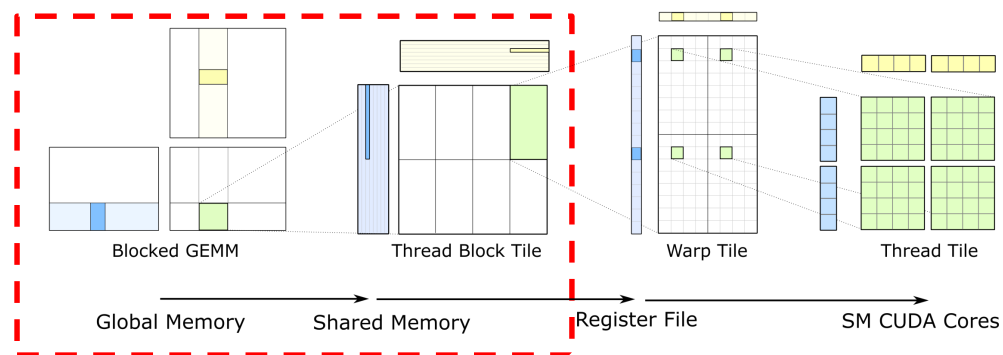 Blocked GEMM
Thread Block Tile
Warp Tile
Thread Tile
Global Memory
Shared Memory
Register File
SM CUDA Cores